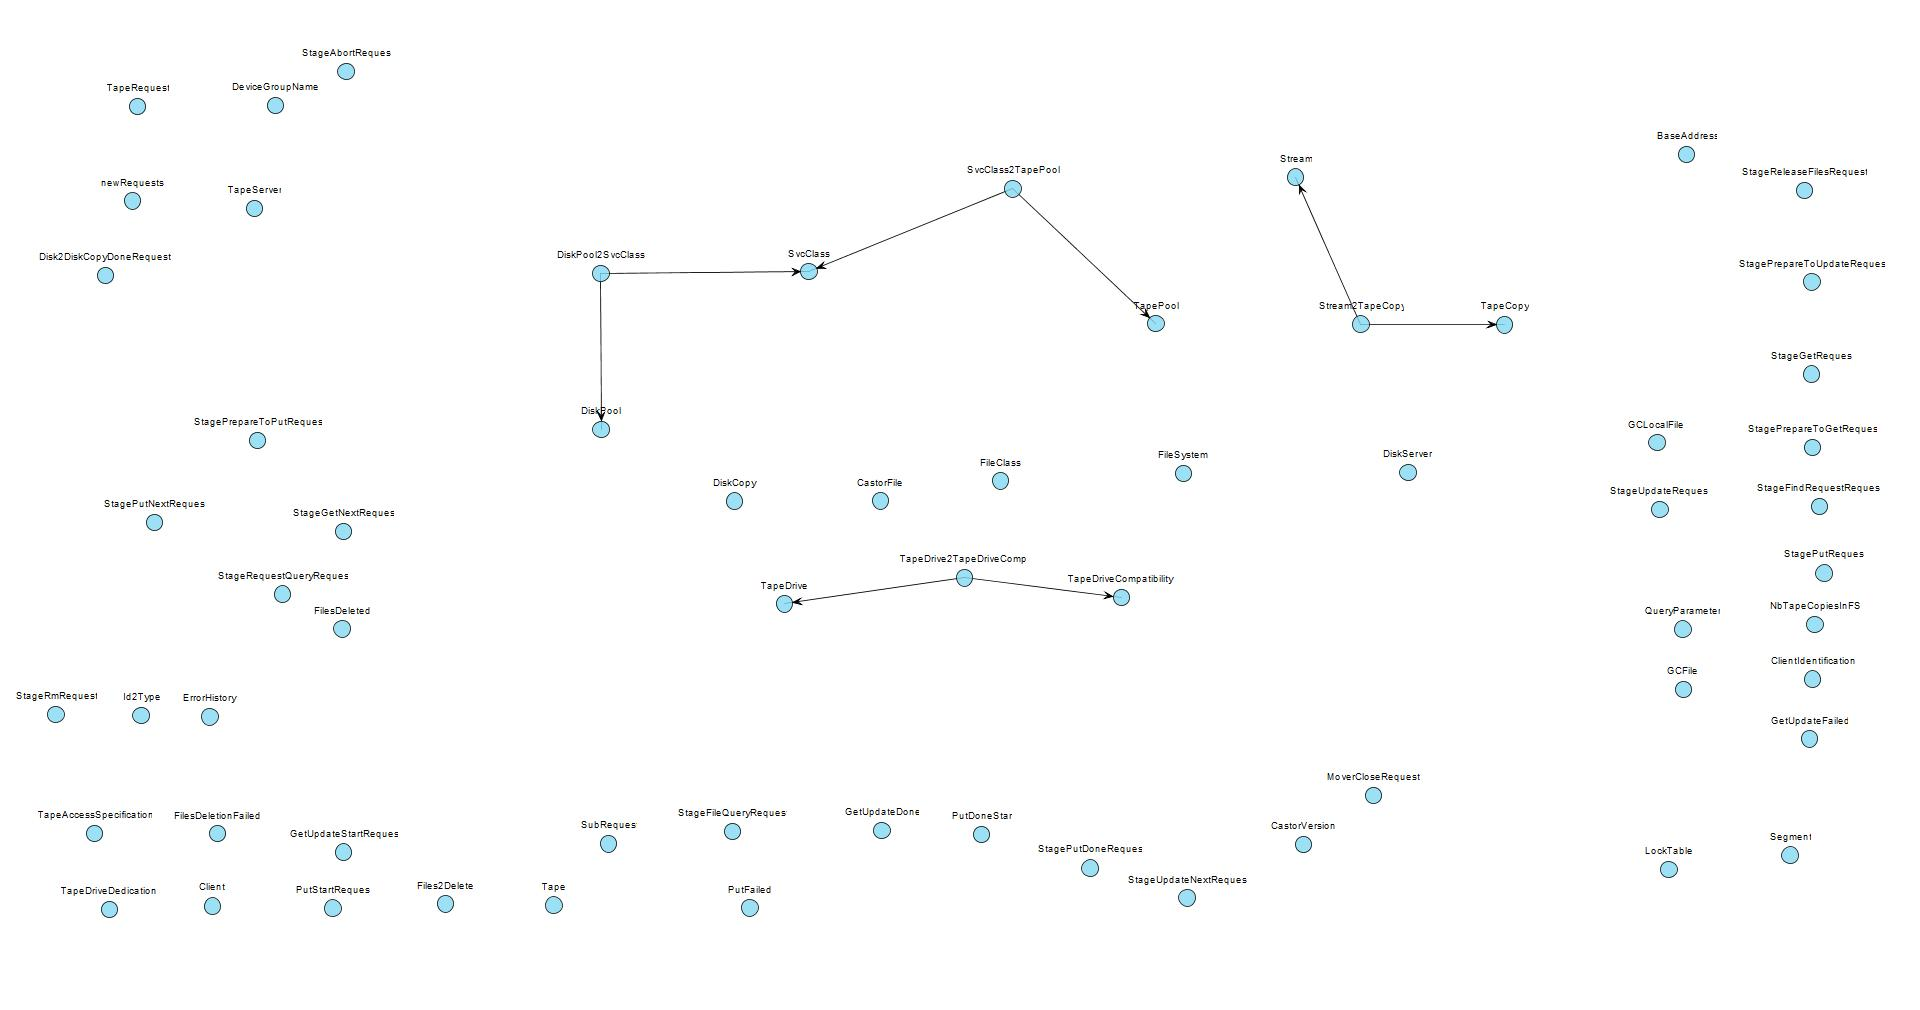 StageAbortReques
TapeRequest
DeviceGroupName
BaseAddress
Stream
SvcClass2TapePool
StageReleaseFilesRequest
newRequests
TapeServer
DiskPool2SvcClass
SvcClass
Disk2DiskCopyDoneRequest
StagePrepareToUpdateReques
TapePool
Stream2TapeCopy
TapeCopy
StageGetReques
DiskPool
StagePrepareToPutReques
GCLocalFile
StagePrepareToGetReques
DiskServer
FileSystem
FileClass
DiskCopy
CastorFile
StageUpdateReques
StageFindRequestReques
StagePutNextReques
StageGetNextReques
StagePutReques
TapeDrive2TapeDriveComp
StageRequestQueryReques
TapeDrive
TapeDriveCompatibility
FilesDeleted
QueryParameter
NbTapeCopiesInFS
ClientIdentification
GCFile
StageRmRequest
Id2Type
ErrorHistory
GetUpdateFailed
MoverCloseRequest
TapeAccessSpecification
FilesDeletionFailed
StageFileQueryReques
GetUpdateDone
PutDoneStar
SubReques
CastorVersion
GetUpdateStartReques
Segment
StagePutDoneReques
LockTable
StageUpdateNextReques
TapeDriveDedication
Client
PutStartReques
Files2Delete
Tape
PutFailed